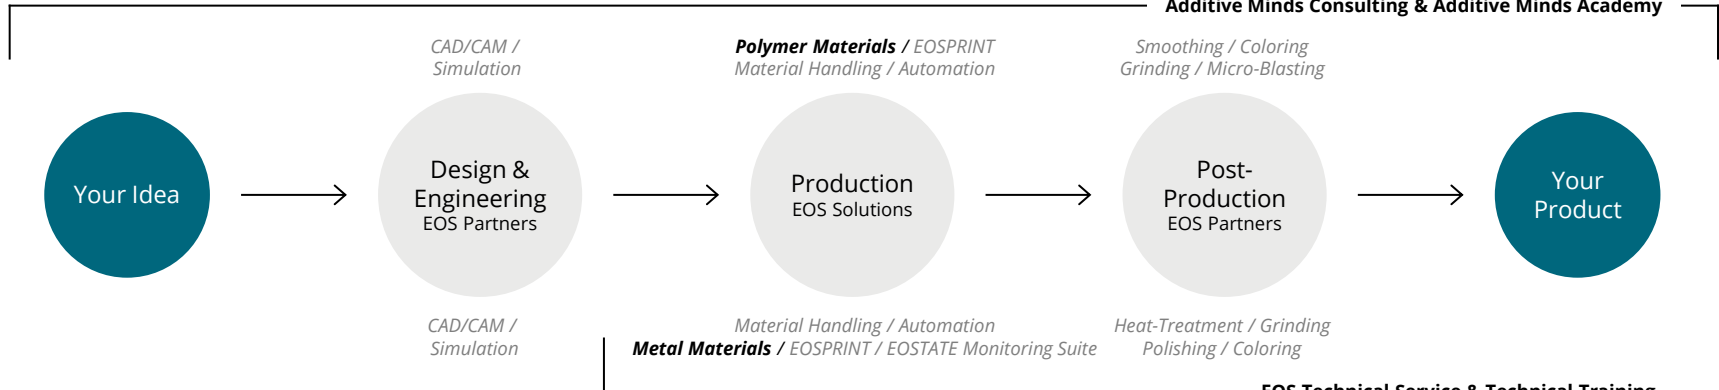 Additive Minds Consulting & Additive Minds Academy
CAD/CAM /
Simulation
Polymer Materials / EOSPRINT
Material Handling / Automation
Smoothing / Coloring
Grinding / Micro-Blasting
Your Idea
Design &
Engineering
EOS Partners
Production
EOS Solutions
Post-
Production
EOS Partners
Your
Product
CAD/CAM /
Simulation
Material Handling / Automation
Metal Materials / EOSPRINT / EOSTATE Monitoring Suite
Heat-Treatment / Grinding
Polishing / Coloring
EOS Technical Service & Technical Training